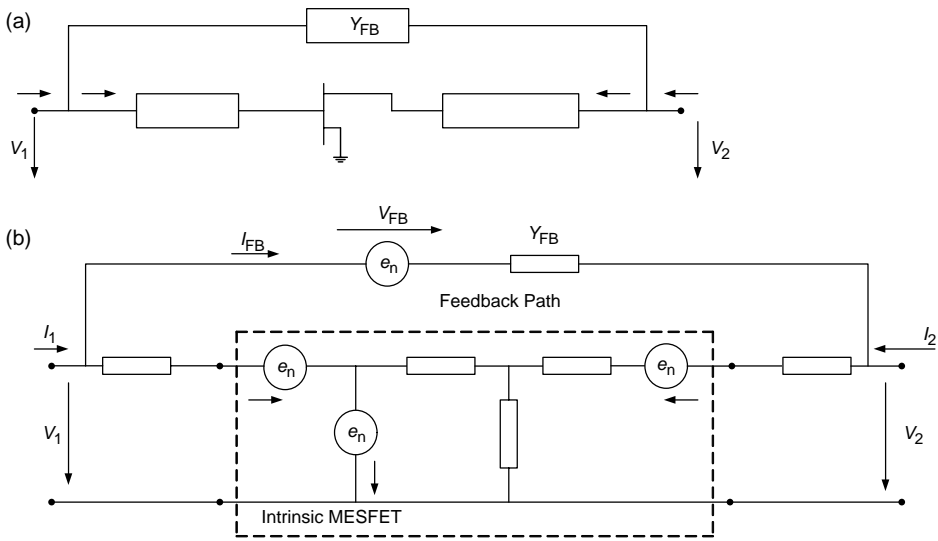 (a)
Y_FB
V_1
V_2
(b)
V_FB
I_FB
Y_FB
e_n
Feedback Path
I_1
I_2
e_n
e_n
e_n
V_1
V_2
Intrinsic MESFET